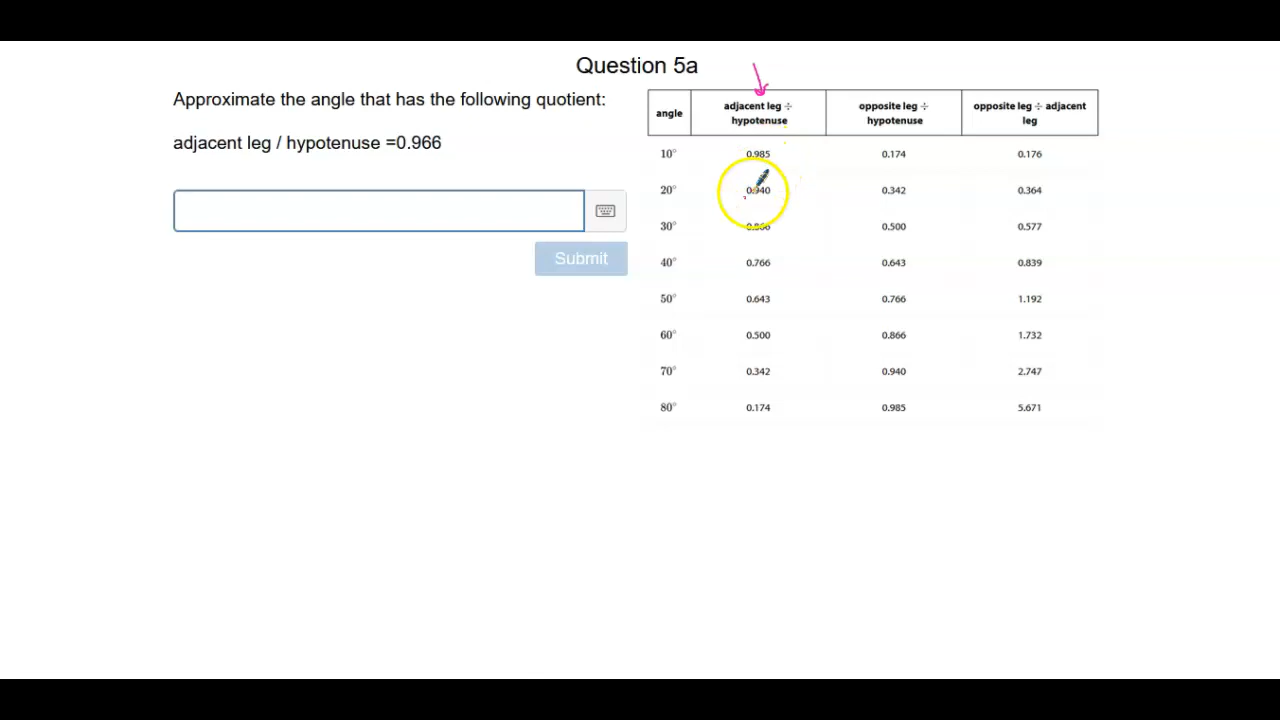 Question 5a
Approximate the angle that has the following quotient:
adjacent leg / hypotenuse =0.966
Submit
angle adjacent leg ÷ hypotenuse opposite leg ÷ hypotenuse opposite leg ÷ adjacent leg
10° 0.985 0.174 0.176
20° 0.940 0.342 0.364
30° 0.866 0.500 0.577
40° 0.766 0.643 0.839
50° 0.643 0.766 1.192
60° 0.500 0.866 1.732
70° 0.342 0.940 2.747
80° 0.174 0.985 5.671